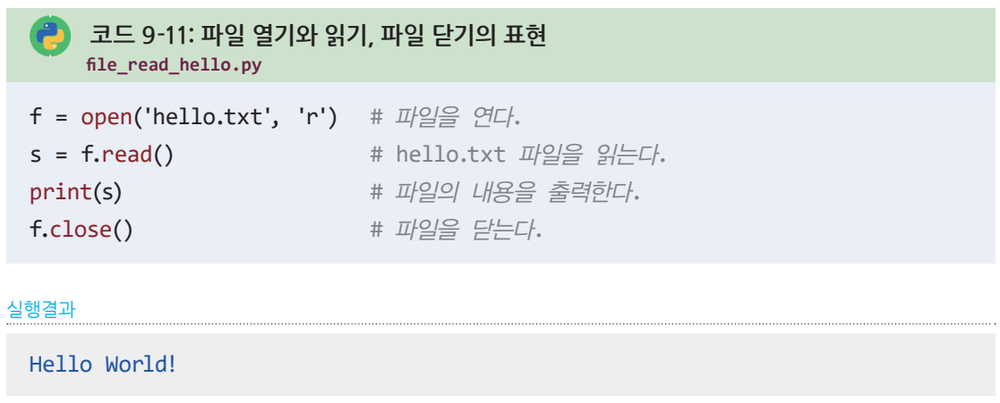 코드 9-11: 파일 열기와 읽기, 파일 닫기의 표현
file_read_hello.py
f = open('hello.txt', 'r') # 파일을 연다.
s = f.read() # hello.txt 파일을 읽는다.
print(s) # 파일의 내용을 출력한다.
f.close() # 파일을 닫는다.
실행결과
Hello World!